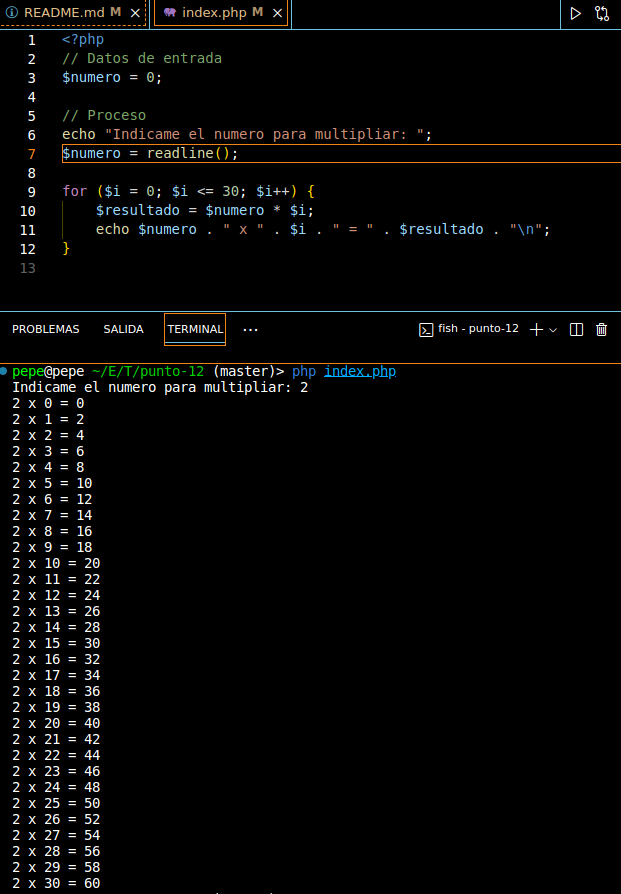 README.md M × index.php M ×
1 <?php
2 // Datos de entrada
3 $numero = 0;
4
5 // Proceso
6 echo "Indicame el numero para multipliar: ";
7 $numero = readline();
8
9 for ($i = 0; $i <= 30; $i++) {
10 $resultado = $numero * $i;
11 echo $numero . " x " . $i . " = " . $resultado . "\n";
12 }
13
PROBLEMAS SALIDA TERMINAL ... fish - punto-12
pepe@pepe ~/E/T/punto-12 (master)> php index.php
Indicame el numero para multipliar: 2
2 x 0 = 0
2 x 1 = 2
2 x 2 = 4
2 x 3 = 6
2 x 4 = 8
2 x 5 = 10
2 x 6 = 12
2 x 7 = 14
2 x 8 = 16
2 x 9 = 18
2 x 10 = 20
2 x 11 = 22
2 x 12 = 24
2 x 13 = 26
2 x 14 = 28
2 x 15 = 30
2 x 16 = 32
2 x 17 = 34
2 x 18 = 36
2 x 19 = 38
2 x 20 = 40
2 x 21 = 42
2 x 22 = 44
2 x 23 = 46
2 x 24 = 48
2 x 25 = 50
2 x 26 = 52
2 x 27 = 54
2 x 28 = 56
2 x 29 = 58
2 x 30 = 60